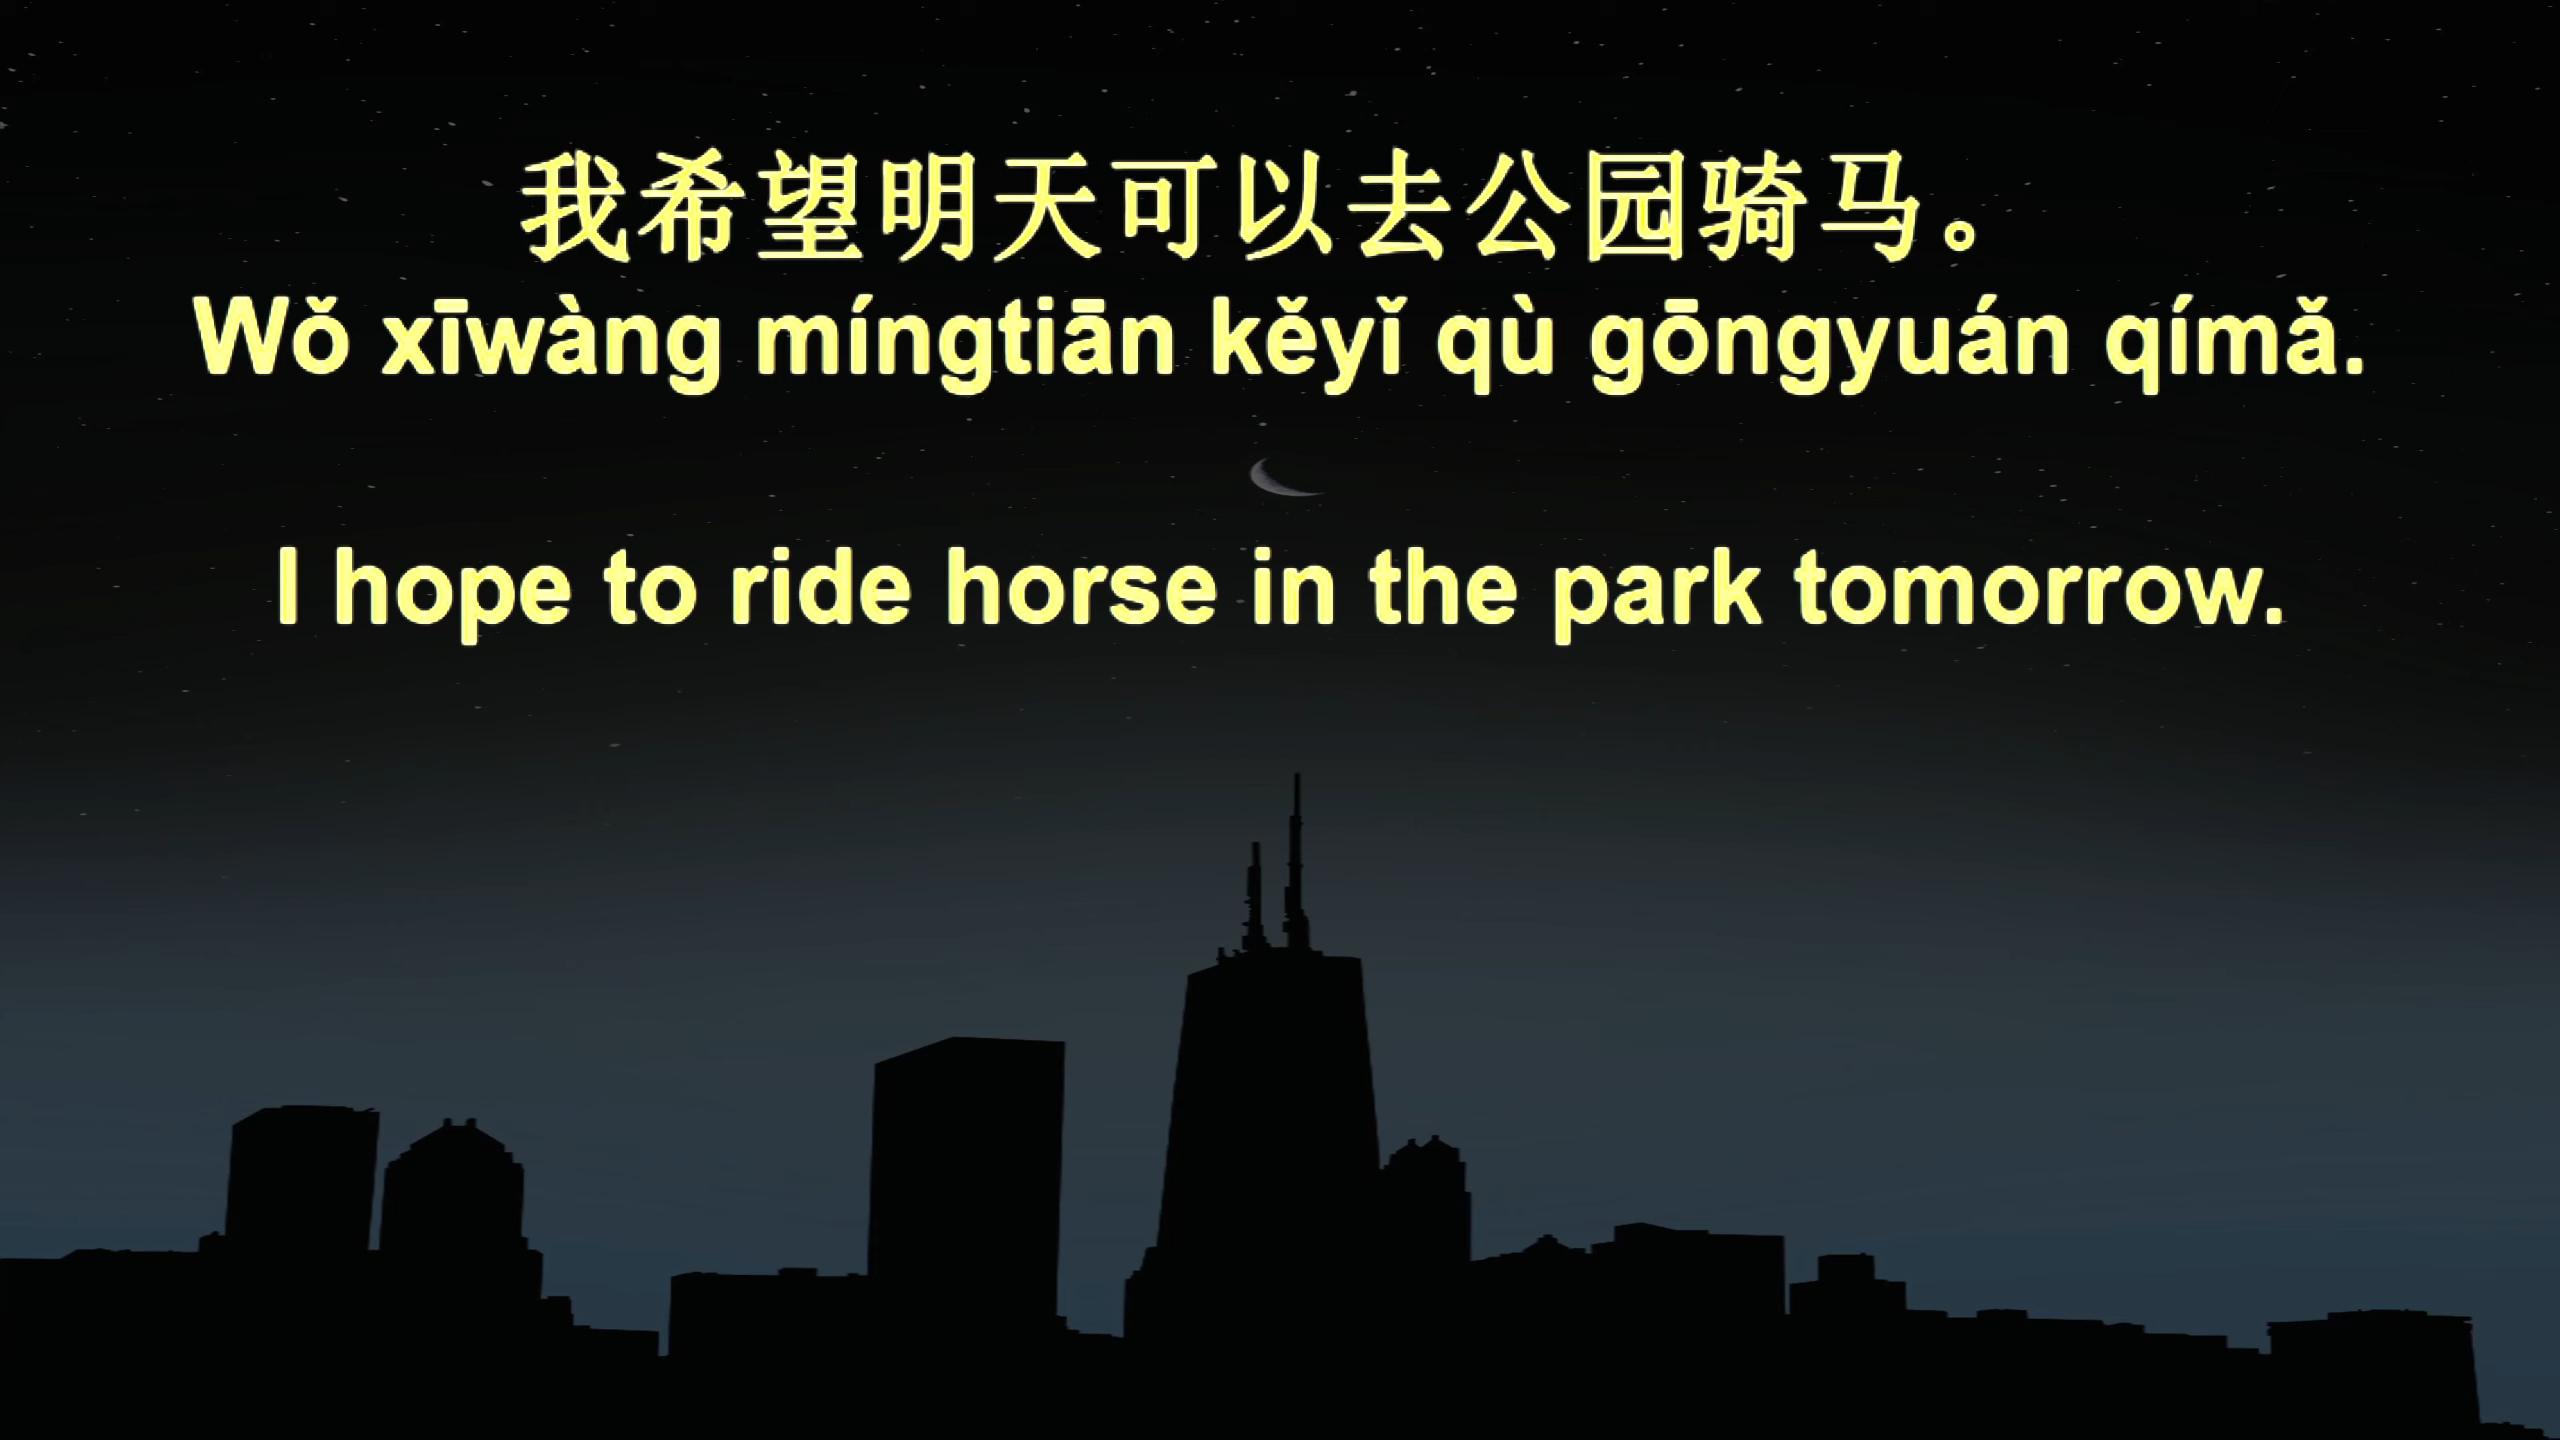 我希望明天可以去公园骑马。
Wǒ xīwàng míngtiān kěyǐ qù gōngyuán qímǎ.
I hope to ride horse in the park tomorrow.